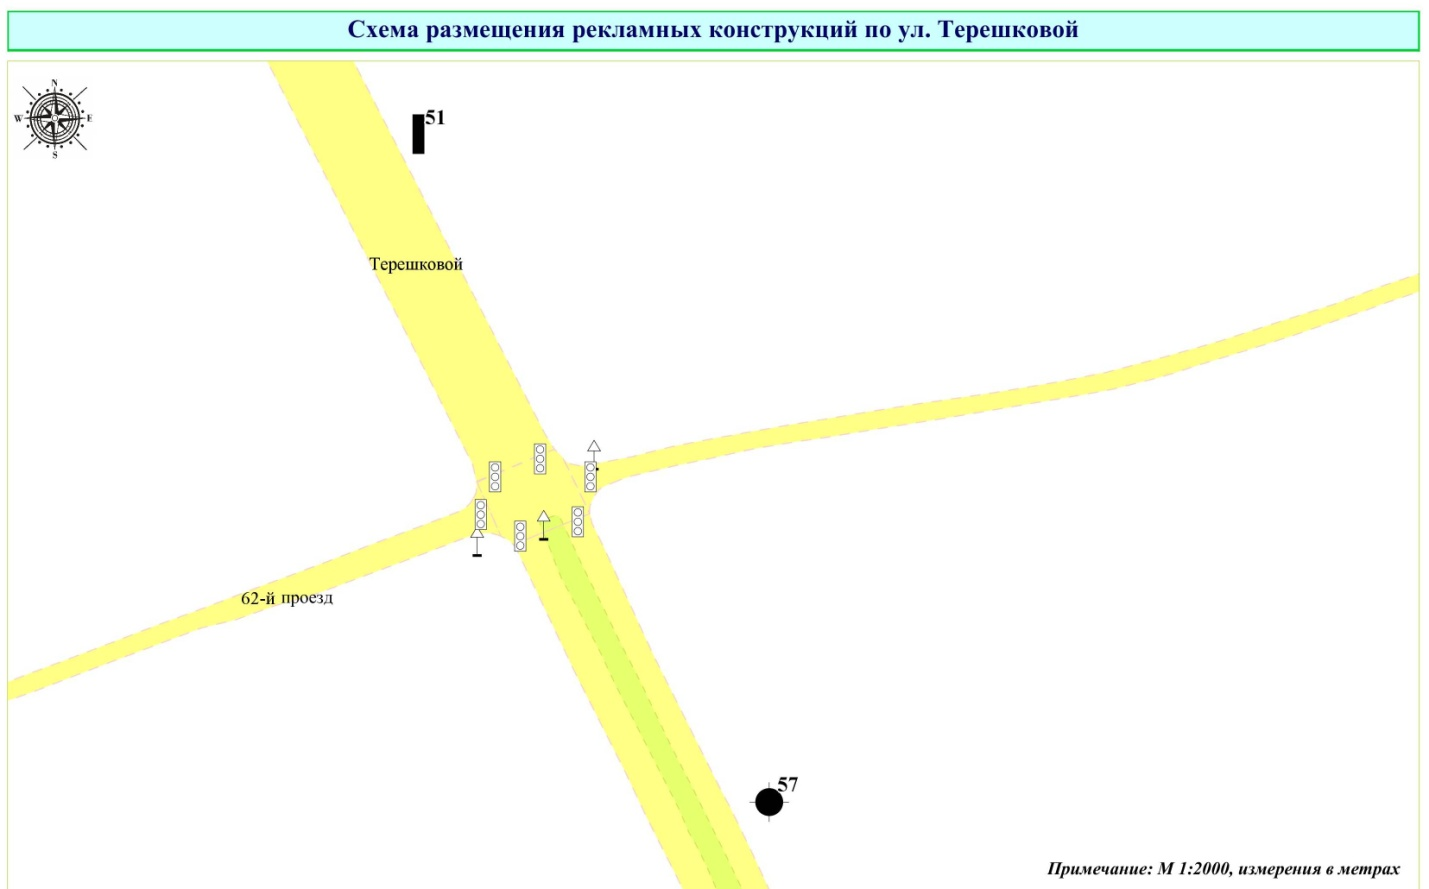 Схема размещения рекламных конструкций по ул. Терешковой
N
W E
S
51
Терешковой
62-й проезд
57
Примечание: М 1:2000, измерения в метрах